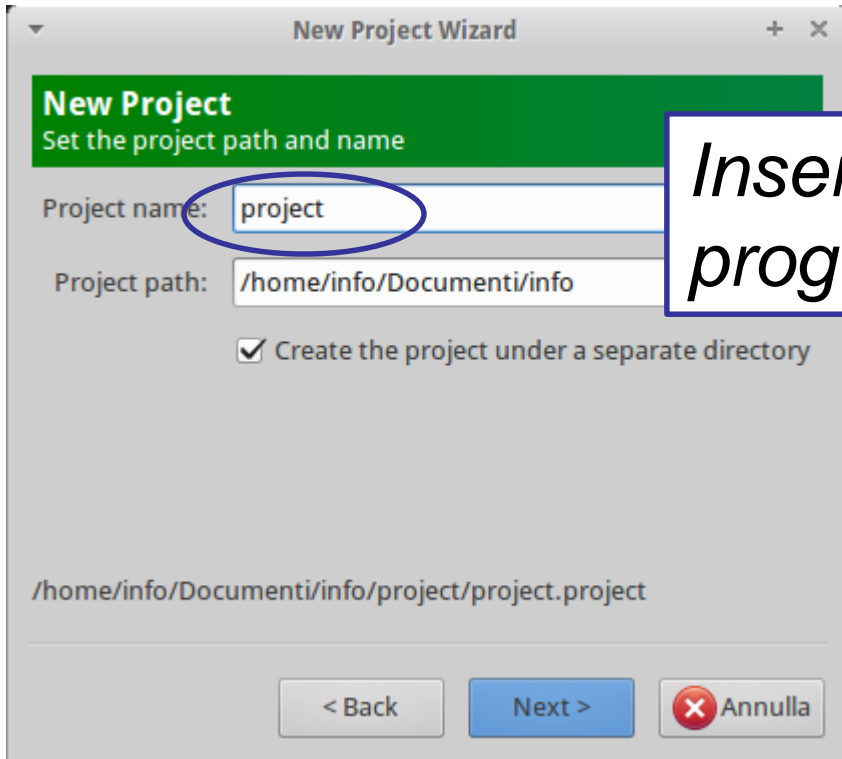 New Project Wizard
New Project
Set the project path and name
Project name: project
Project path: /home/info/Documenti/info
Create the project under a separate directory
/home/info/Documenti/info/project/project.project
< Back Next > Annulla